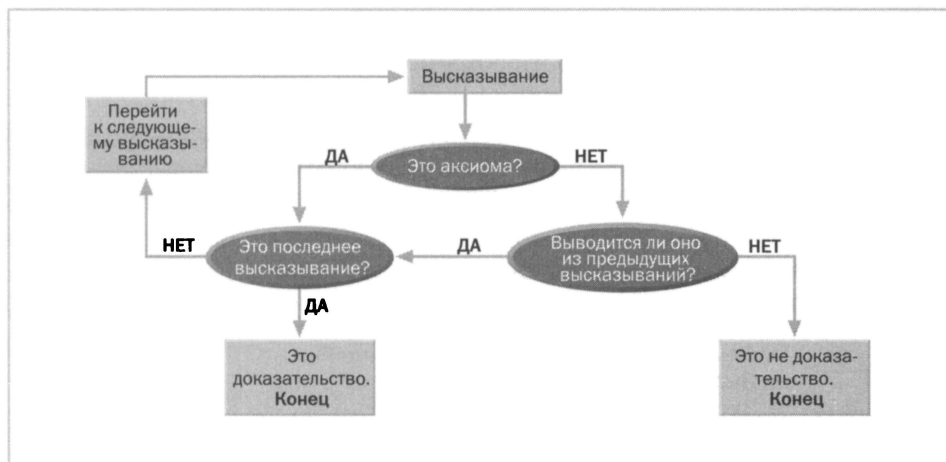 Высказывание
Перейти
к следующе-
му высказы-
ванию
ДА
Это аксиома?
НЕТ
НЕТ
Это последнее
высказывание?
ДА
Выводится ли оно
из предыдущих
высказываний?
НЕТ
ДА
Это
доказательство.
Конец
Это не доказа-
тельство.
Конец